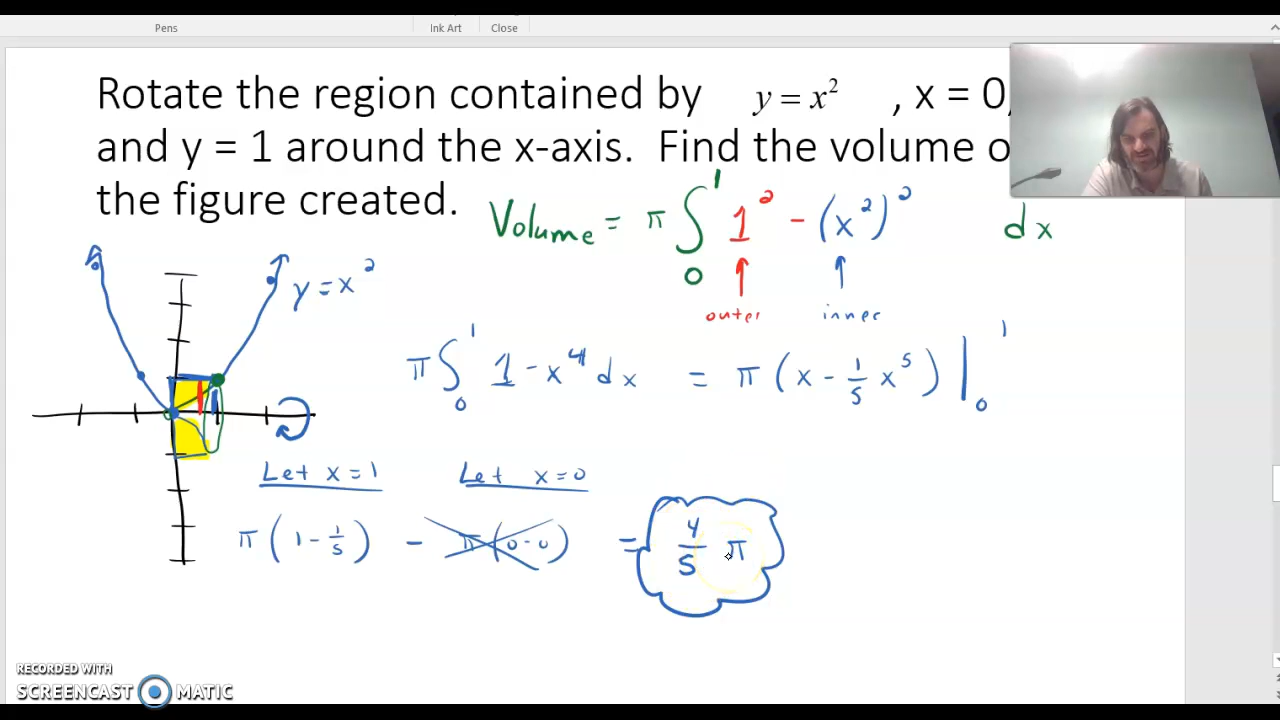 Pens Ink Art Close
Rotate the region contained by y = x² , x = 0,
and y = 1 around the x-axis. Find the volume o
the figure created.
Volume = π ∫₀¹ 1² - (x²)² dx
outer inner
y = x²
π ∫₀¹ 1 - x⁴ dx = π (x - 1/5 x⁵) |₀¹
Let x = 1 Let x = 0
π (1 - 1/5) - π (0 - 0) = 4/5 π
RECORDED WITH
SCREENCAST MATIC